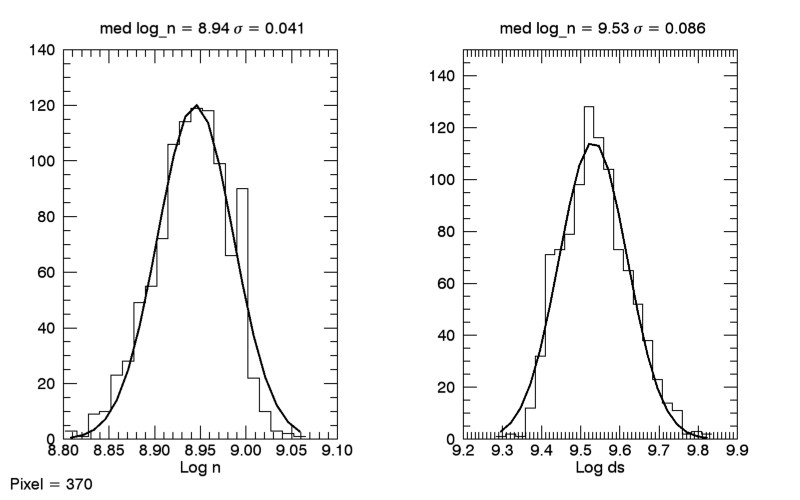 med log_n = 8.94 σ = 0.041
140
120
100
80
60
40
20
0
8.80 8.85 8.90 8.95 9.00 9.05 9.10
Log n
med log_n = 9.53 σ = 0.086
140
120
100
80
60
40
20
0
9.2 9.3 9.4 9.5 9.6 9.7 9.8 9.9
Log ds
Pixel = 370